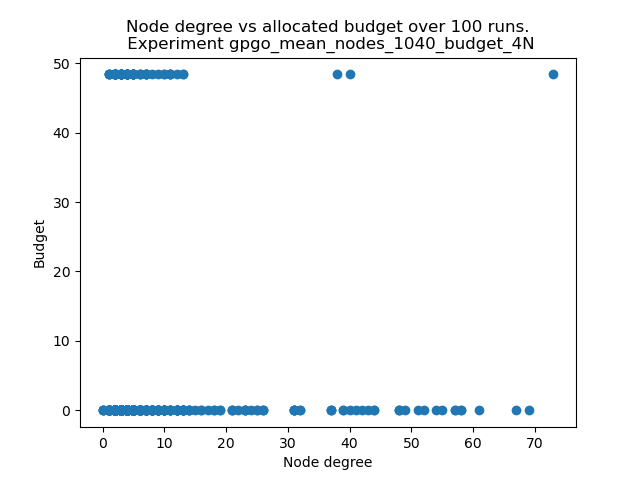 Node degree vs allocated budget over 100 runs.
Experiment gpgo_mean_nodes_1040_budget_4N
50
40
30
20
10
0
Budget
0 10 20 30 40 50 60 70
Node degree